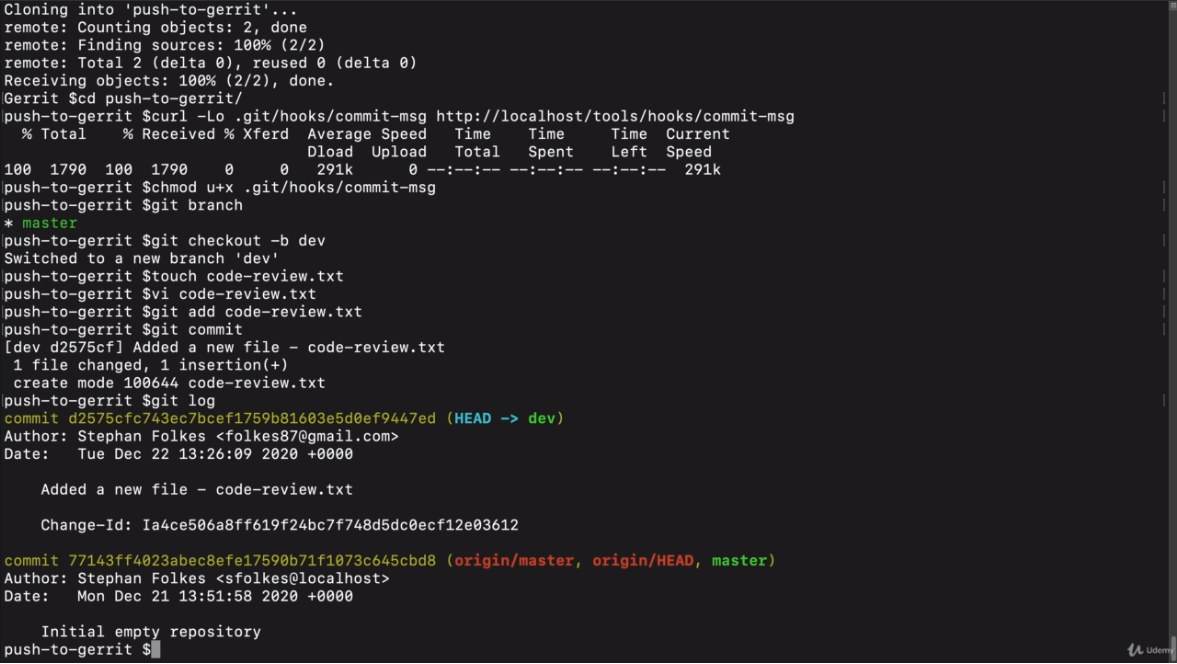 Cloning into 'push-to-gerrit'...
remote: Counting objects: 2, done
remote: Finding sources: 100% (2/2)
remote: Total 2 (delta 0), reused 0 (delta 0)
Receiving objects: 100% (2/2), done.
Gerrit $cd push-to-gerrit/
push-to-gerrit $curl -Lo .git/hooks/commit-msg http://localhost/tools/hooks/commit-msg
  % Total    % Received % Xferd  Average Speed   Time    Time     Time  Current
                                 Dload  Upload   Total   Spent    Left  Speed
100  1790  100  1790    0     0   291k      0 --:--:-- --:--:-- --:--:--  291k
push-to-gerrit $chmod u+x .git/hooks/commit-msg
push-to-gerrit $git branch
* master
push-to-gerrit $git checkout -b dev
Switched to a new branch 'dev'
push-to-gerrit $touch code-review.txt
push-to-gerrit $vi code-review.txt
push-to-gerrit $git add code-review.txt
push-to-gerrit $git commit
[dev d2575cf] Added a new file - code-review.txt
 1 file changed, 1 insertion(+)
 create mode 100644 code-review.txt
push-to-gerrit $git log
commit d2575cfc743ec7bcef1759b81603e5d0ef9447ed (HEAD -> dev)
Author: Stephan Folkes <folkes87@gmail.com>
Date:   Tue Dec 22 13:26:09 2020 +0000

    Added a new file - code-review.txt

    Change-Id: Ia4ce506a8ff619f24bc7f748d5dc0ecf12e03612

commit 77143ff4023abec8efe17590b71f1073c645cbd8 (origin/master, origin/HEAD, master)
Author: Stephan Folkes <sfolkes@localhost>
Date:   Mon Dec 21 13:51:58 2020 +0000

    Initial empty repository
push-to-gerrit $
Udemy